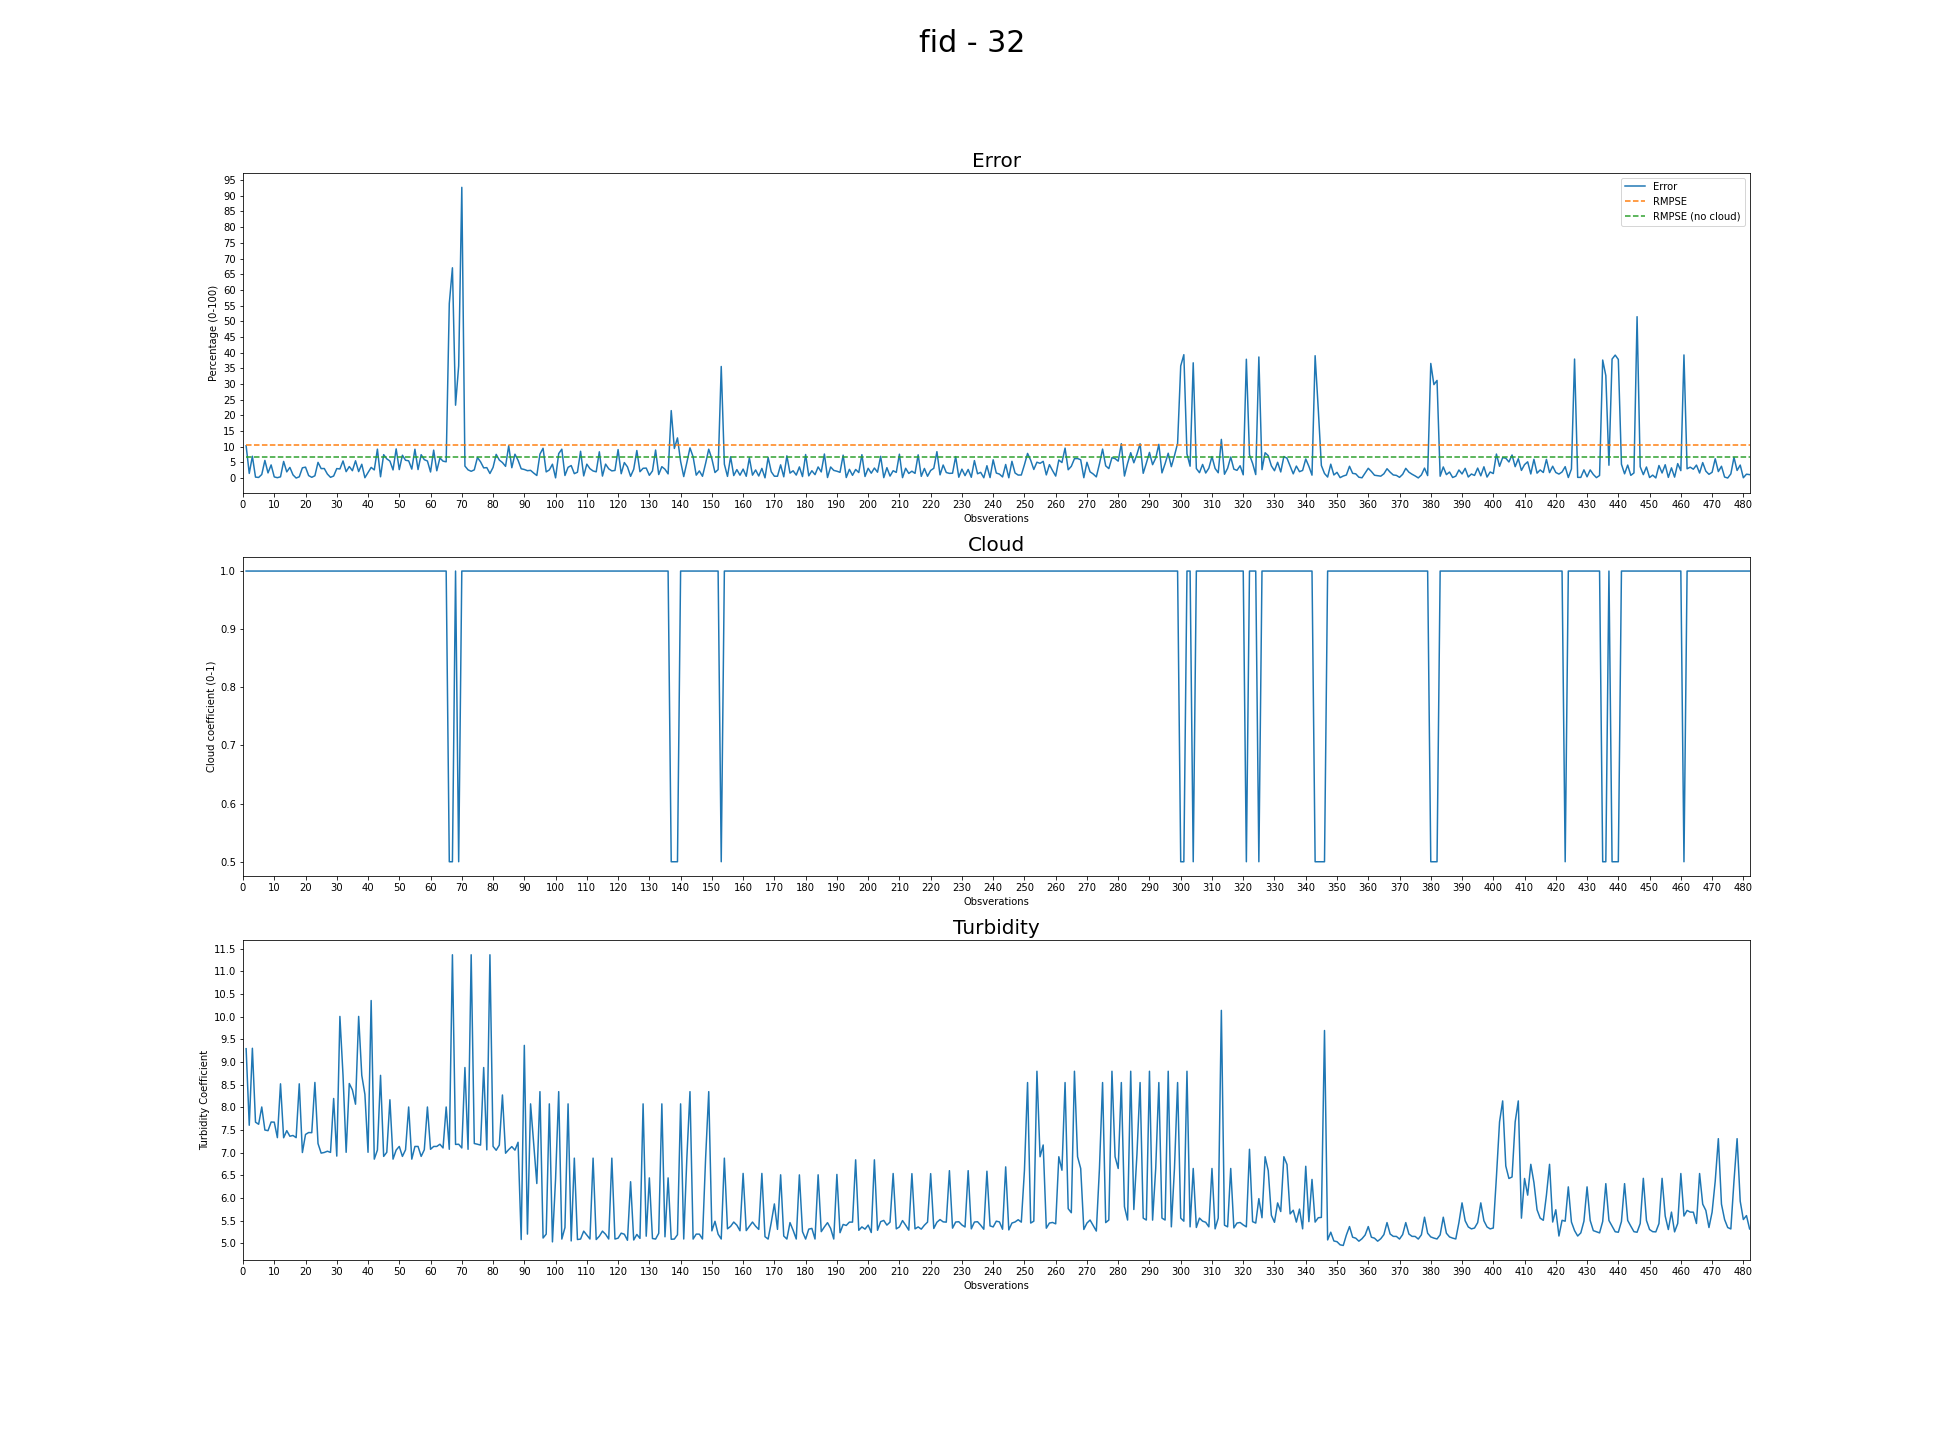 fid - 32
Error
95
90
85
80
75
70
65
60
55
50
45
40
35
30
25
20
15
10
5
0
Percentage (0-100)
Error
RMPSE
RMPSE (no cloud)
0 10 20 30 40 50 60 70 80 90 100 110 120 130 140 150 160 170 180 190 200 210 220 230 240 250 260 270 280 290 300 310 320 330 340 350 360 370 380 390 400 410 420 430 440 450 460 470 480
Obsverations
Cloud
1.0
0.9
0.8
0.7
0.6
0.5
Cloud coefficient (0-1)
0 10 20 30 40 50 60 70 80 90 100 110 120 130 140 150 160 170 180 190 200 210 220 230 240 250 260 270 280 290 300 310 320 330 340 350 360 370 380 390 400 410 420 430 440 450 460 470 480
Obsverations
Turbidity
11.5
11.0
10.5
10.0
9.5
9.0
8.5
8.0
7.5
7.0
6.5
6.0
5.5
5.0
Turbidity Coefficient
0 10 20 30 40 50 60 70 80 90 100 110 120 130 140 150 160 170 180 190 200 210 220 230 240 250 260 270 280 290 300 310 320 330 340 350 360 370 380 390 400 410 420 430 440 450 460 470 480
Obsverations